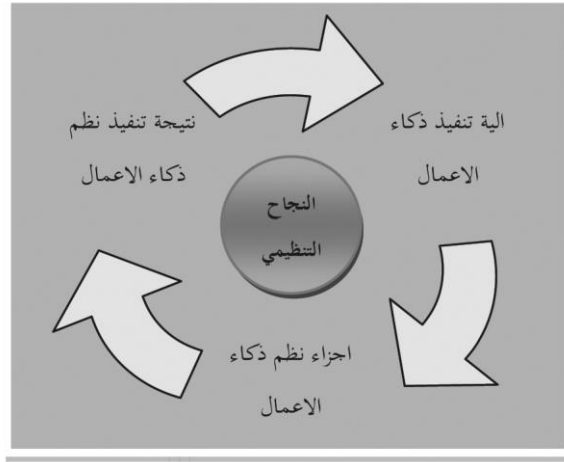 الية تنفيذ ذكاء
الاعمال
نتيجة تنفيذ نظم
ذكاء الاعمال
النجاح
التنظيمي
اجزاء نظم ذكاء
الاعمال